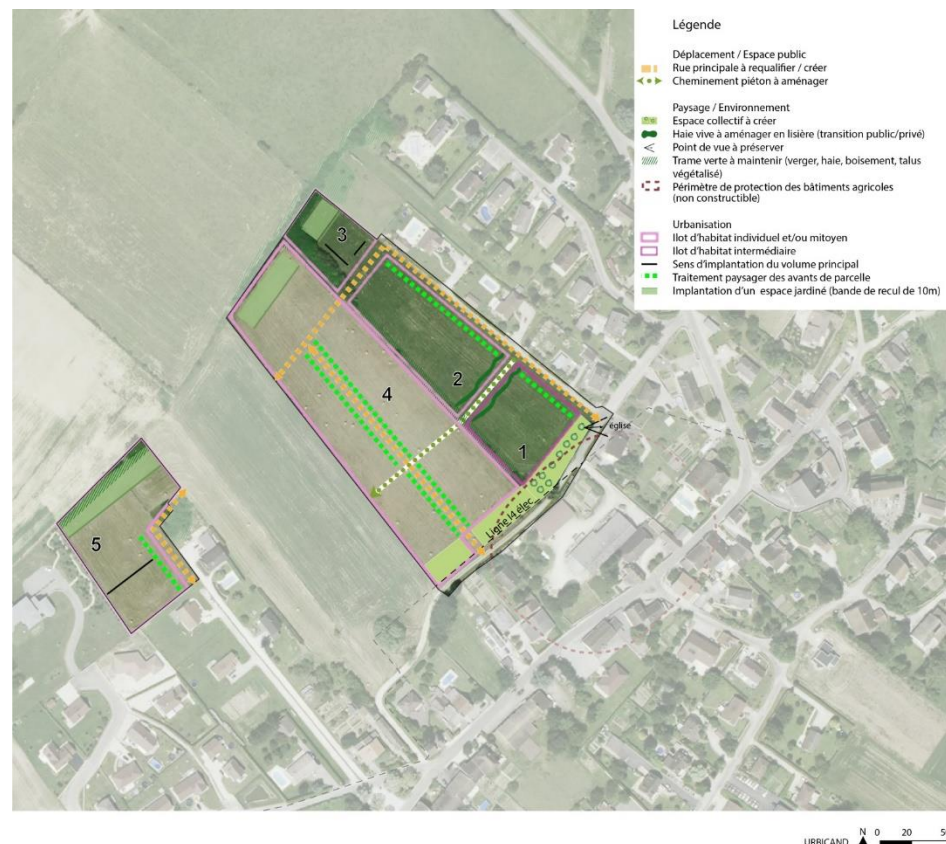 Légende
Déplacement / Espace public
Rue principale à requalifier / créer
Cheminement piéton à aménager
Paysage / Environnement
Espace collectif à créer
Haie vive à aménager en lisière (transition public/privé)
Point de vue à préserver
Trame verte à maintenir (verger, haie, boisement, talus
végétalisé)
Périmètre de protection des bâtiments agricoles
(non constructible)
Urbanisation
Ilot d'habitat individuel et/ou mitoyen
Ilot d'habitat intermédiaire
Sens d'implantation du volume principal
Traitement paysager des avants de parcelle
Implantation d'un espace jardiné (bande de recul de 10m)
3
2
4
1
église
Ligne I4 élec
5
URBICAND N 0 20